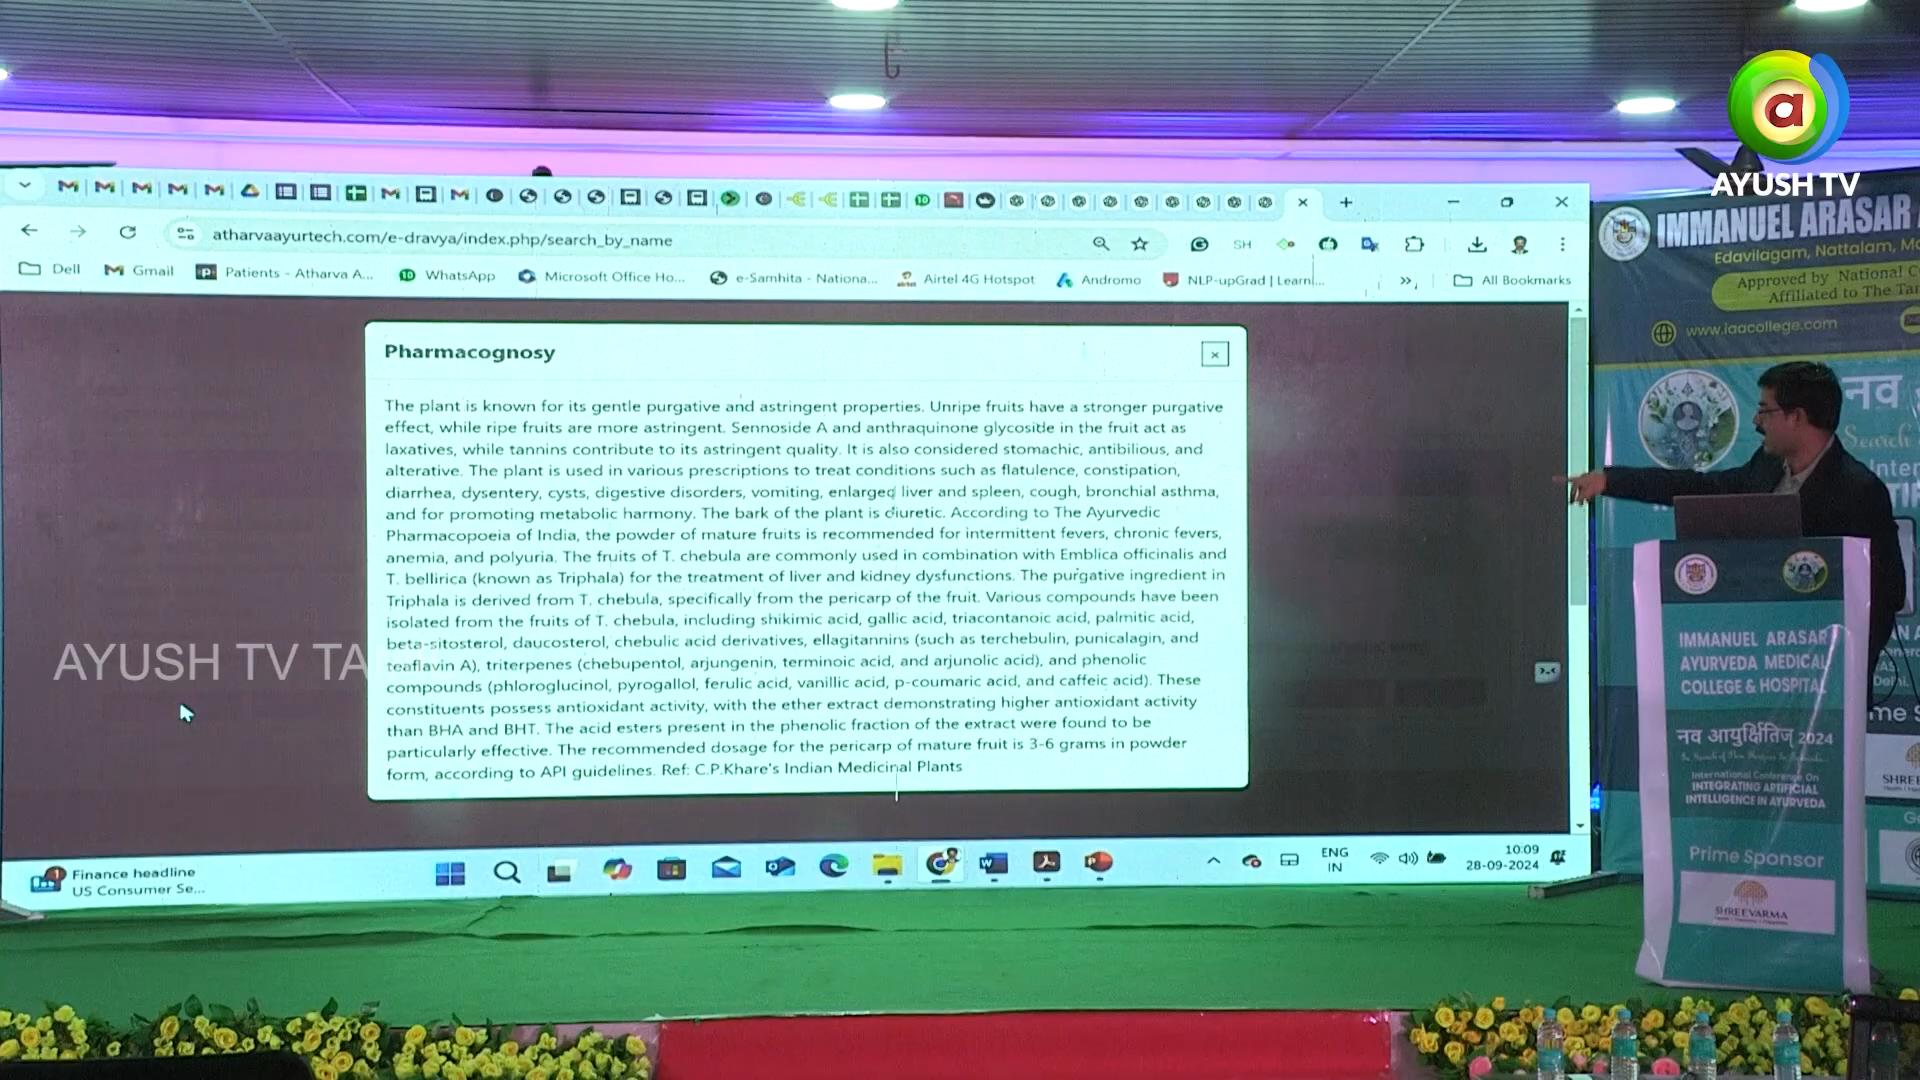 AYUSH TV
atharvaayurtech.com/e-dravya/index.php/search_by_name
SH
Dell
Gmail
Patients - Atharva A...
WhatsApp
Microsoft Office Ho...
e-Samhita - Nationa...
Airtel 4G Hotspot
Andromo
NLP-upGrad | Learni...
All Bookmarks
Pharmacognosy
The plant is known for its gentle purgative and astringent properties. Unripe fruits have a stronger purgative
effect, while ripe fruits are more astringent. Sennoside A and anthraquinone glycoside in the fruit act as
laxatives, while tannins contribute to its astringent quality. It is also considered stomachic, antibilious, and
alterative. The plant is used in various prescriptions to treat conditions such as flatulence, constipation,
diarrhea, dysentery, cysts, digestive disorders, vomiting, enlarged liver and spleen, cough, bronchial asthma,
and for promoting metabolic harmony. The bark of the plant is diuretic. According to The Ayurvedic
Pharmacopoeia of India, the powder of mature fruits is recommended for intermittent fevers, chronic fevers,
anemia, and polyuria. The fruits of T. chebula are commonly used in combination with Emblica officinalis and
T. bellirica (known as Triphala) for the treatment of liver and kidney dysfunctions. The purgative ingredient in
Triphala is derived from T. chebula, specifically from the pericarp of the fruit. Various compounds have been
isolated from the fruits of T. chebula, including shikimic acid, gallic acid, triacontanoic acid, palmitic acid,
beta-sitosterol, daucosterol, chebulic acid derivatives, ellagitannins (such as terchebulin, punicalagin, and
teaflavin A), triterpenes (chebupentol, arjungenin, terminoic acid, and arjunolic acid), and phenolic
compounds (phloroglucinol, pyrogallol, ferulic acid, vanillic acid, p-coumaric acid, and caffeic acid). These
constituents possess antioxidant activity, with the ether extract demonstrating higher antioxidant activity
than BHA and BHT. The acid esters present in the phenolic fraction of the extract were found to be
particularly effective. The recommended dosage for the pericarp of mature fruit is 3-6 grams in powder
form, according to API guidelines. Ref: C.P.Khare's Indian Medicinal Plants
AYUSH TV TA
Finance headline
US Consumer Se...
ENG
IN
10:09
28-09-2024
IMMANUEL ARASAR
Edavilagam, Nattalam, Ma
Approved by National C
Affiliated to The Tam
www.iaacollege.com
नव
Search
Inter
IMMANUEL ARASAR
AYURVEDA MEDICAL
COLLEGE & HOSPITAL
नव आयुर्क्षितिज् 2024
International Conference On
INTEGRATING ARTIFICIAL
INTELLIGENCE IN AYURVEDA
Prime Sponsor
SHREEVARMA
Delhi.
me S
SHREE